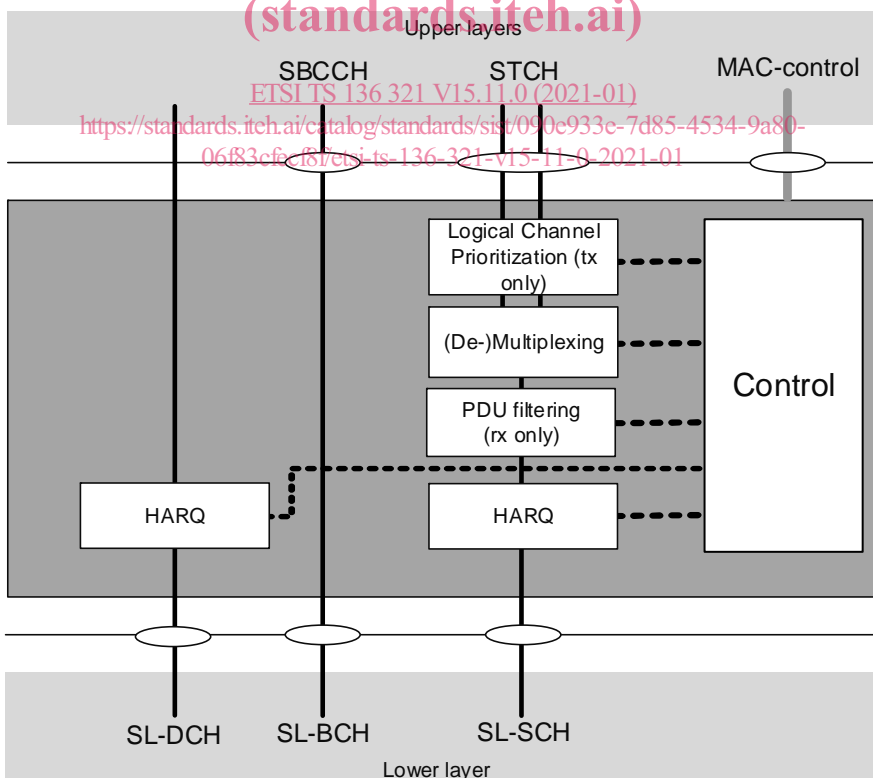 (standards.iteh.ai)
Upper layers
SBCCH
STCH
MAC-control
ETSI TS 136 321 V15.11.0 (2021-01)
https://standards.iteh.ai/catalog/standards/sist/090e933e-7d85-4534-9a80-
06f83cfecf8f/etsi-ts-136-321-v15-11-0-2021-01
Logical Channel
Prioritization (tx
only)
(De-)Multiplexing
PDU filtering
(rx only)
Control
HARQ
HARQ
SL-DCH
SL-BCH
SL-SCH
Lower layer